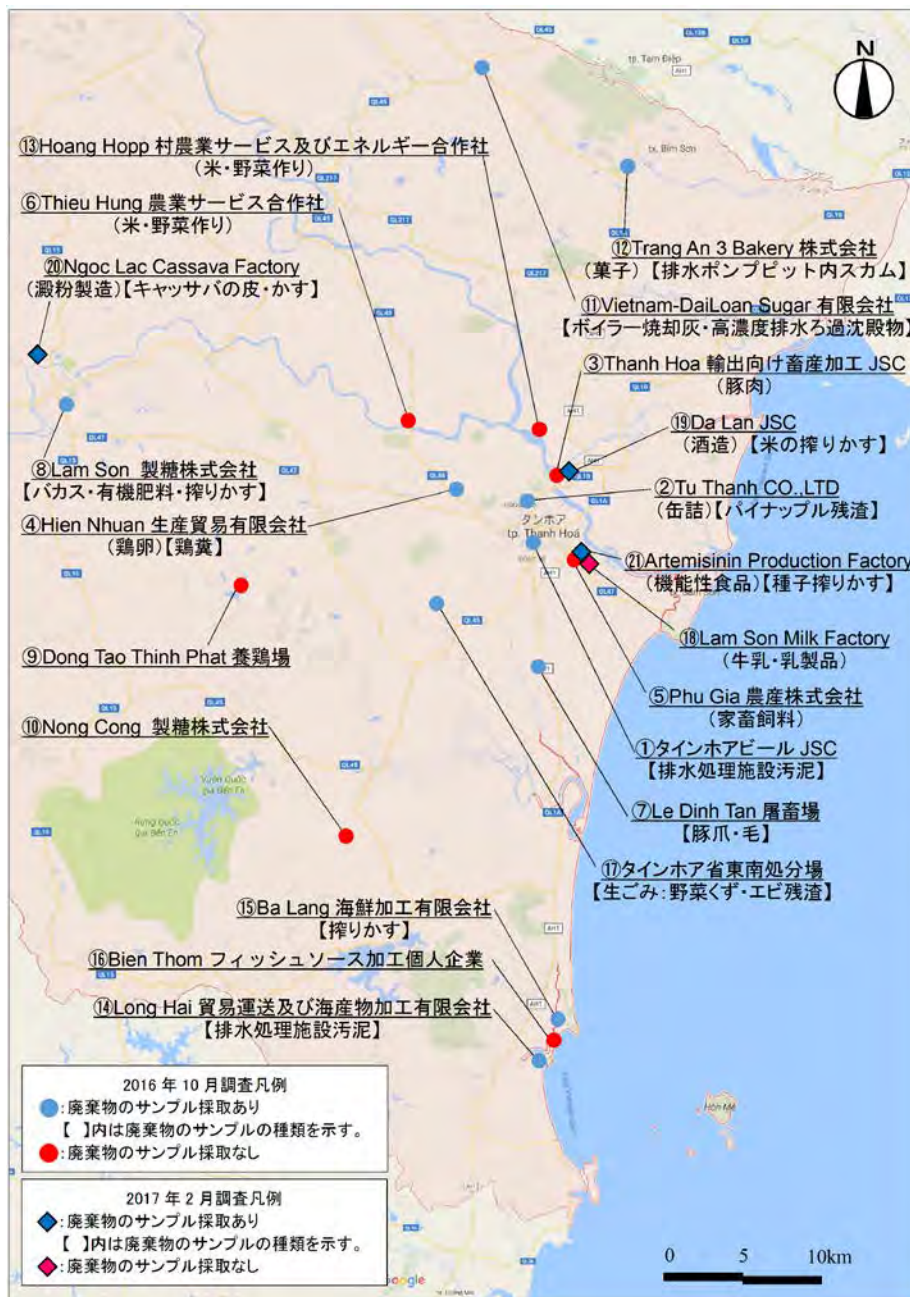 N
QL45
tp. Tam Điệp
AH1
⑬Hoang Hopp 村農業サービス及びエネルギー合作社
(米・野菜作り)
tx. Bỉm Sơn
⑥Thieu Hung 農業サービス合作社
(米・野菜作り)
QL217
⑫Trang An 3 Bakery 株式会社
(菓子)【排水ポンプピット内スカム】
⑳Ngoc Lac Cassava Factory
(澱粉製造)【キャッサバの皮・かす】
⑪Vietnam-DaiLoan Sugar 有限会社
【ボイラー焼却灰・高濃度排水ろ過沈殿物】
③Thanh Hoa 輸出向け畜産加工 JSC
(豚肉)
⑲Da Lan JSC
(酒造)【米の搾りかす】
⑧Lam Son 製糖株式会社
【バカス・有機肥料・搾りかす】
②Tu Thanh CO.,LTD
(缶詰)【パイナップル残渣】
④Hien Nhuan 生産貿易有限会社
(鶏卵)【鶏糞】
タンホア
tp. Thanh Hoá
㉑Artemisinin Production Factory
(機能性食品)【種子搾りかす】
QL47
⑨Dong Tao Thinh Phat 養鶏場
⑱Lam Son Milk Factory
(牛乳・乳製品)
⑤Phu Gia 農産株式会社
(家畜飼料)
⑩Nong Cong 製糖株式会社
①タインホアビール JSC
【排水処理施設汚泥】
Vườn Quốc
gia Bến En
⑦Le Dinh Tan 屠畜場
【豚爪・毛】
⑰タインホア省東南処分場
【生ごみ:野菜くず・エビ残渣】
⑮Ba Lang 海鮮加工有限会社
【搾りかす】
⑯Bien Thom フィッシュソース加工個人企業
⑭Long Hai 貿易運送及び海産物加工有限会社
【排水処理施設汚泥】
Hòn Mê
2016 年 10 月調査凡例
:廃棄物のサンプル採取あり
【 】内は廃棄物のサンプルの種類を示す。
:廃棄物のサンプル採取なし
2017 年 2 月調査凡例
:廃棄物のサンプル採取あり
【 】内は廃棄物のサンプルの種類を示す。
:廃棄物のサンプル採取なし
0 5 10km